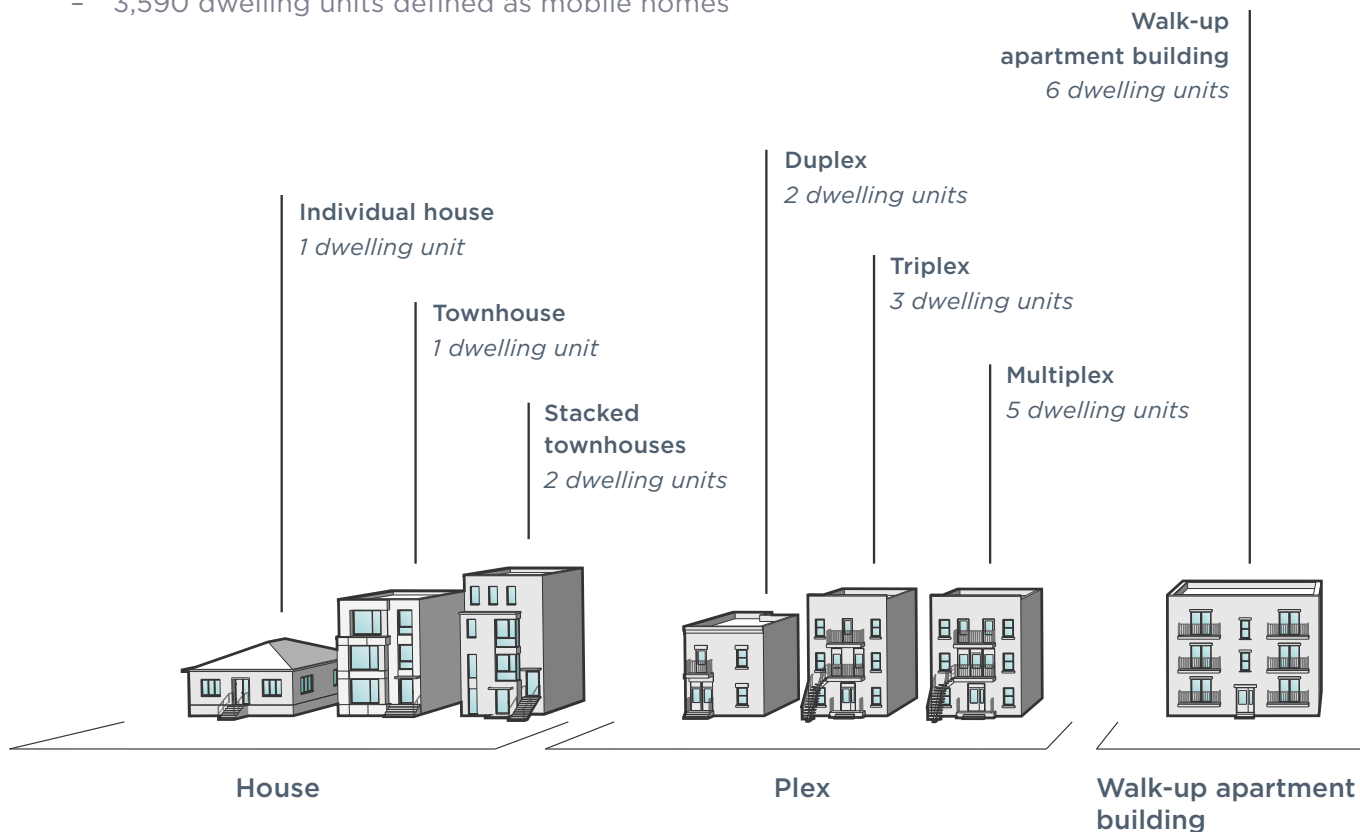 – 3,590 dwelling units defined as mobile homes
Walk-up
apartment building
6 dwelling units
Duplex
2 dwelling units
Individual house
1 dwelling unit
Triplex
3 dwelling units
Townhouse
1 dwelling unit
Multiplex
5 dwelling units
Stacked
townhouses
2 dwelling units
House
Plex
Walk-up apartment
building